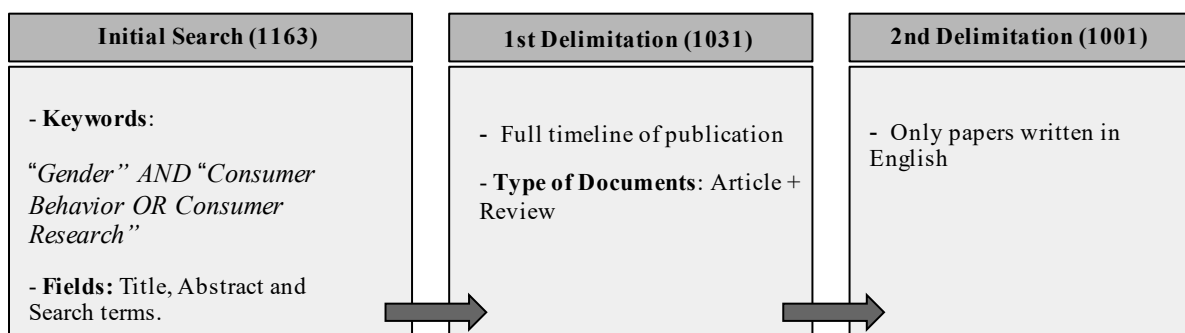 Initial Search (1163)
- Keywords:
“Gender” AND “Consumer
Behavior OR Consumer
Research”
- Fields: Title, Abstract and
Search terms.
1st Delimitation (1031)
- Full timeline of publication
- Type of Documents: Article +
Review
2nd Delimitation (1001)
- Only papers written in
English